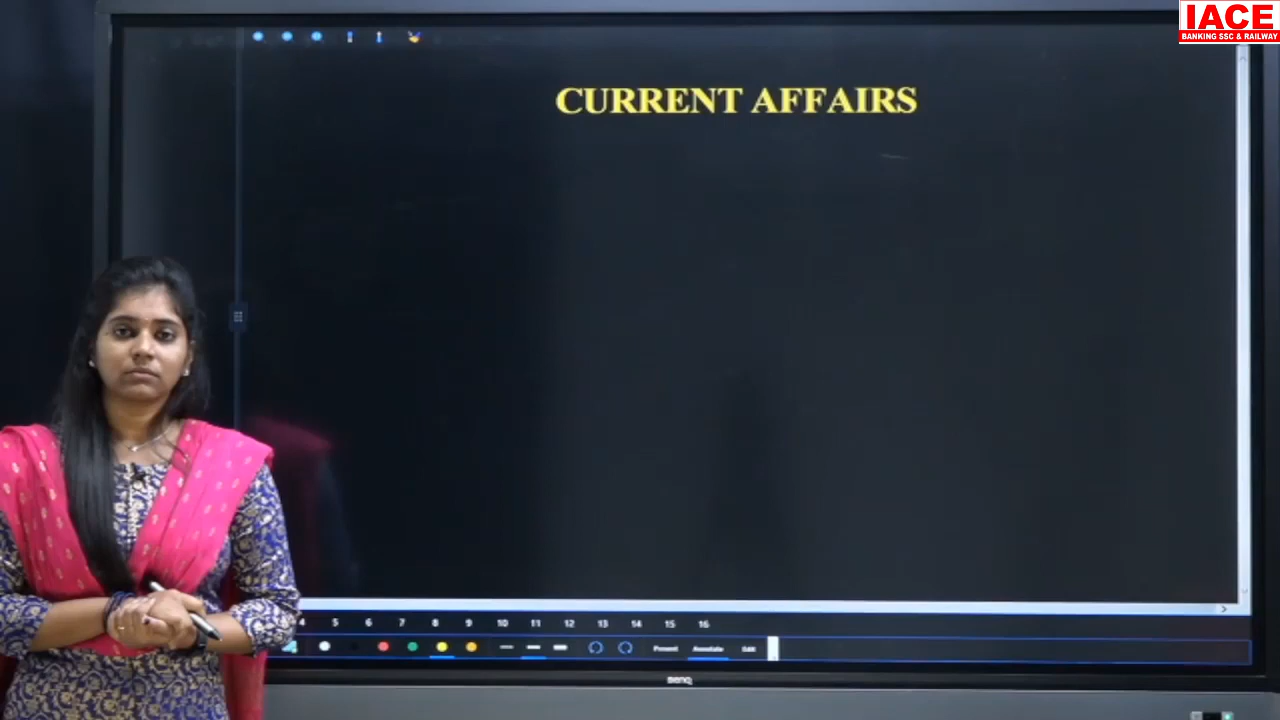 IACE
BANKING SSC & RAILWAY
CURRENT AFFAIRS
4 5 6 7 8 9 10 11 12 13 14 15 16
Present Annotate Edit
BenQ